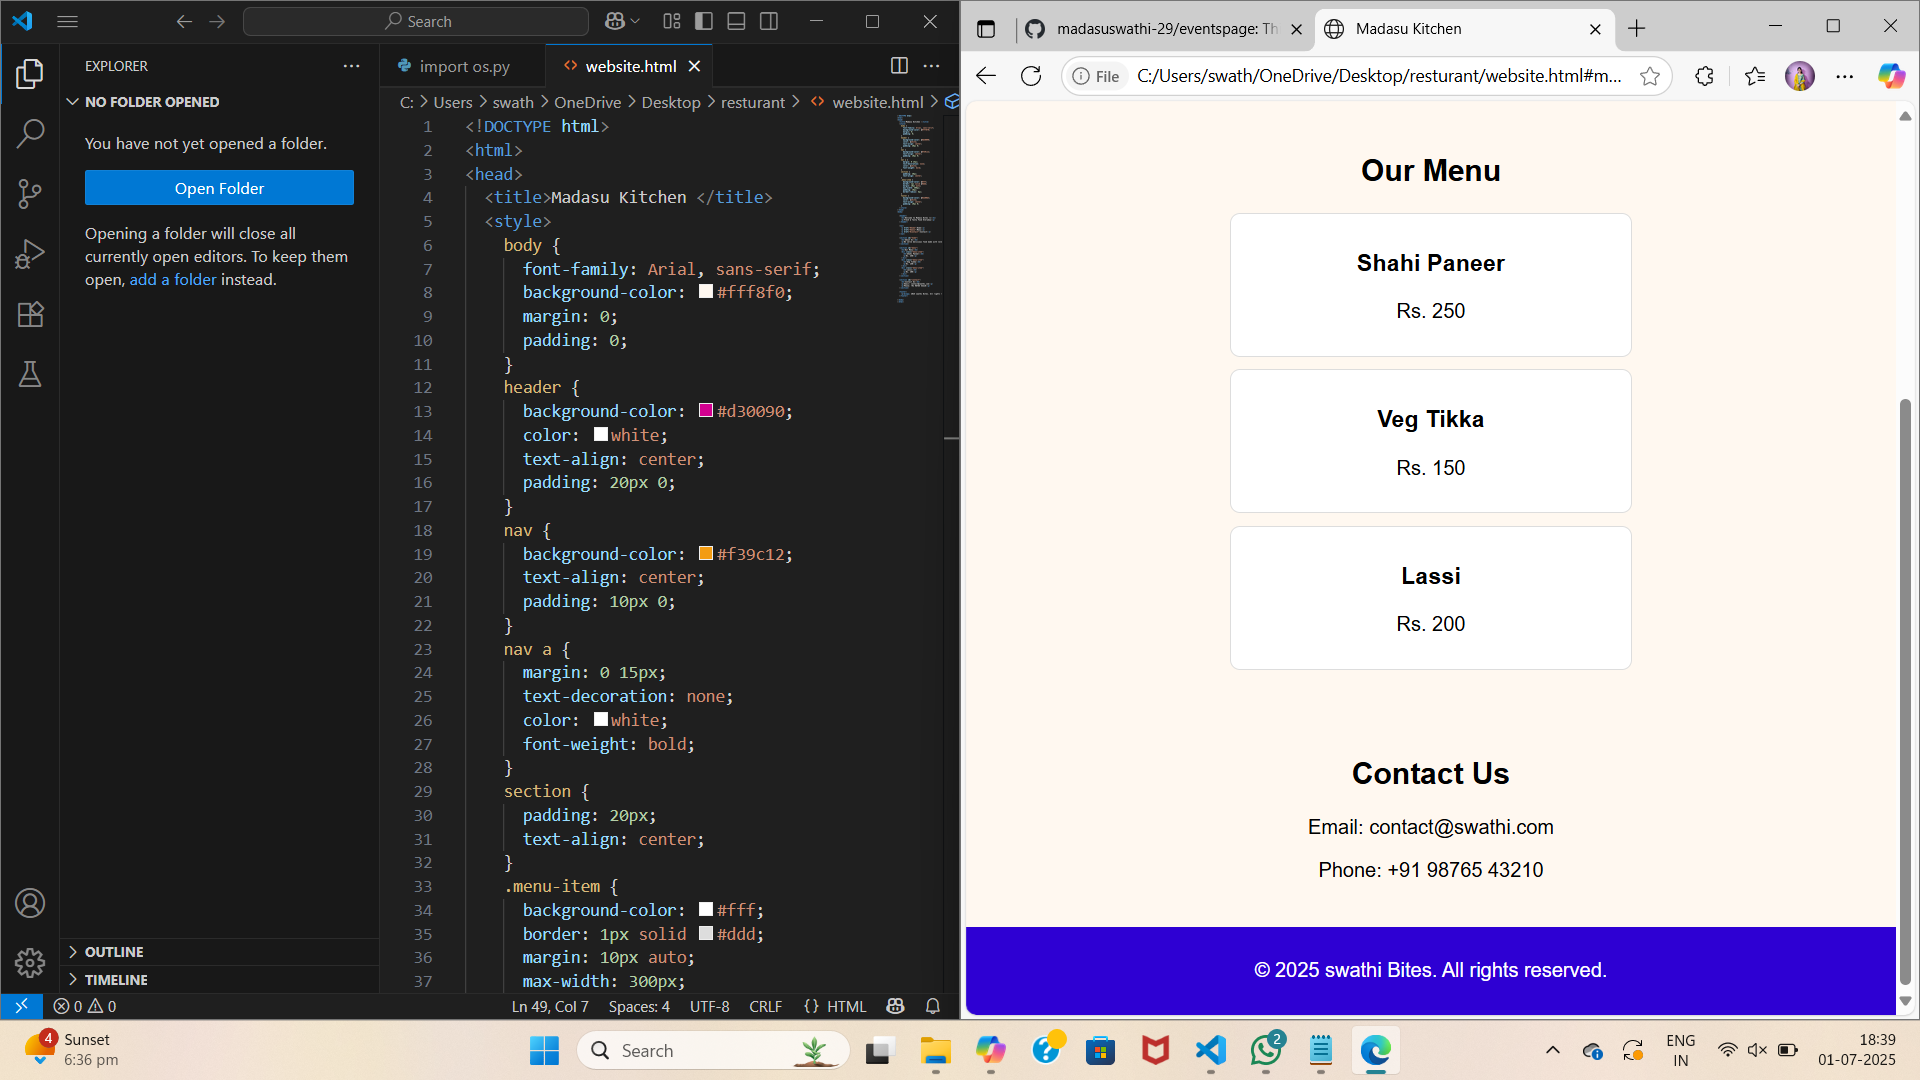 Search
EXPLORER
NO FOLDER OPENED
You have not yet opened a folder.
Open Folder
Opening a folder will close all
currently open editors. To keep them
open, add a folder instead.
OUTLINE
TIMELINE
import os.py
website.html
C: > Users > swath > OneDrive > Desktop > resturant > website.html >
1 <!DOCTYPE html>
2 <html>
3 <head>
4 <title>Madasu Kitchen </title>
5 <style>
6 body {
7 font-family: Arial, sans-serif;
8 background-color: #fff8f0;
9 margin: 0;
10 padding: 0;
11 }
12 header {
13 background-color: #d30090;
14 color: white;
15 text-align: center;
16 padding: 20px 0;
17 }
18 nav {
19 background-color: #f39c12;
20 text-align: center;
21 padding: 10px 0;
22 }
23 nav a {
24 margin: 0 15px;
25 text-decoration: none;
26 color: white;
27 font-weight: bold;
28 }
29 section {
30 padding: 20px;
31 text-align: center;
32 }
33 .menu-item {
34 background-color: #fff;
35 border: 1px solid #ddd;
36 margin: 10px auto;
37 max-width: 300px;
0 0
Ln 49, Col 7 Spaces: 4 UTF-8 CRLF {} HTML
madasuswathi-29/eventspage: Th
Madasu Kitchen
File C:/Users/swath/OneDrive/Desktop/resturant/website.html#m...
Our Menu
Shahi Paneer
Rs. 250
Veg Tikka
Rs. 150
Lassi
Rs. 200
Contact Us
Email: contact@swathi.com
Phone: +91 98765 43210
© 2025 swathi Bites. All rights reserved.
4
Sunset
6:36 pm
Search
2
ENG
IN
18:39
01-07-2025